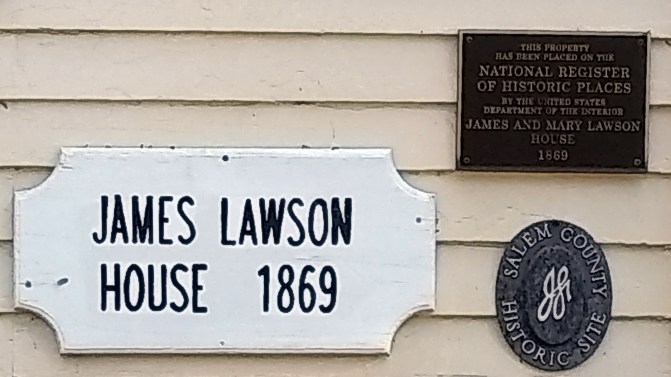 THIS PROPERTY
HAS BEEN PLACED ON THE
NATIONAL REGISTER
OF HISTORIC PLACES
BY THE UNITED STATES
DEPARTMENT OF THE INTERIOR
JAMES AND MARY LAWSON
HOUSE
1869
JAMES LAWSON
HOUSE 1869
SALEM COUNTY
HISTORIC SITE